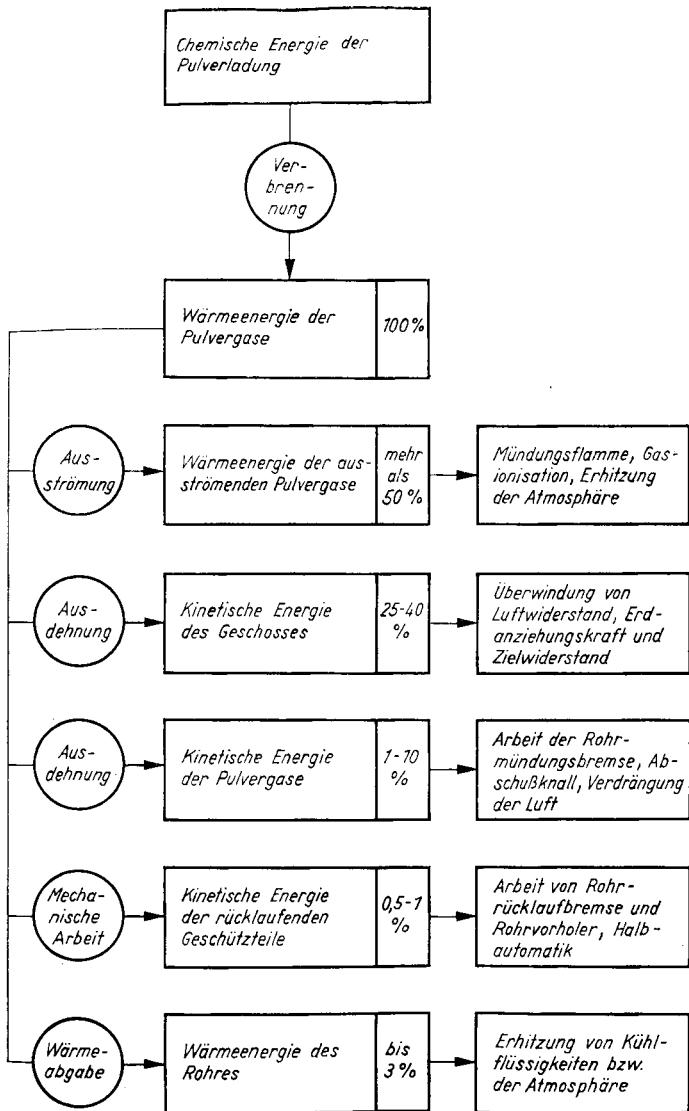 Chemische Energie der
Pulverladung
Ver-
bren-
nung
Wärmeenergie der
Pulvergase
100%
Aus-
strömung
Wärmeenergie der aus-
strömenden Pulvergase
mehr
als
50 %
Mündungsflamme, Gas-
ionisation, Erhitzung
der Atmosphäre
Aus-
dehnung
Kinetische Energie
des Geschosses
25-40
%
Überwindung von
Luftwiderstand, Erd-
anziehungskraft und
Zielwiderstand
Aus-
dehnung
Kinetische Energie
der Pulvergase
1-10
%
Arbeit der Rohr-
mündungsbremse, Ab-
schußknall, Verdrängung
der Luft
Mecha-
nische
Arbeit
Kinetische Energie
der rücklaufenden
Geschützteile
0,5-1
%
Arbeit von Rohr-
rücklaufbremse und
Rohrvorholer, Halb-
automatik
Wärme-
abgabe
Wärmeenergie des
Rohres
bis
3%
Erhitzung von Kühl-
flüssigkeiten bzw.
der Atmosphäre